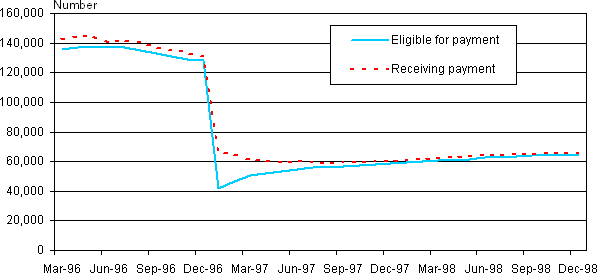 Number
160,000
140,000
120,000
100,000
80,000
60,000
40,000
20,000
0
Eligible for payment
Receiving payment
Mar-96 Jun-96 Sep-96 Dec-96 Mar-97 Jun-97 Sep-97 Dec-97 Mar-98 Jun-98 Sep-98 Dec-98